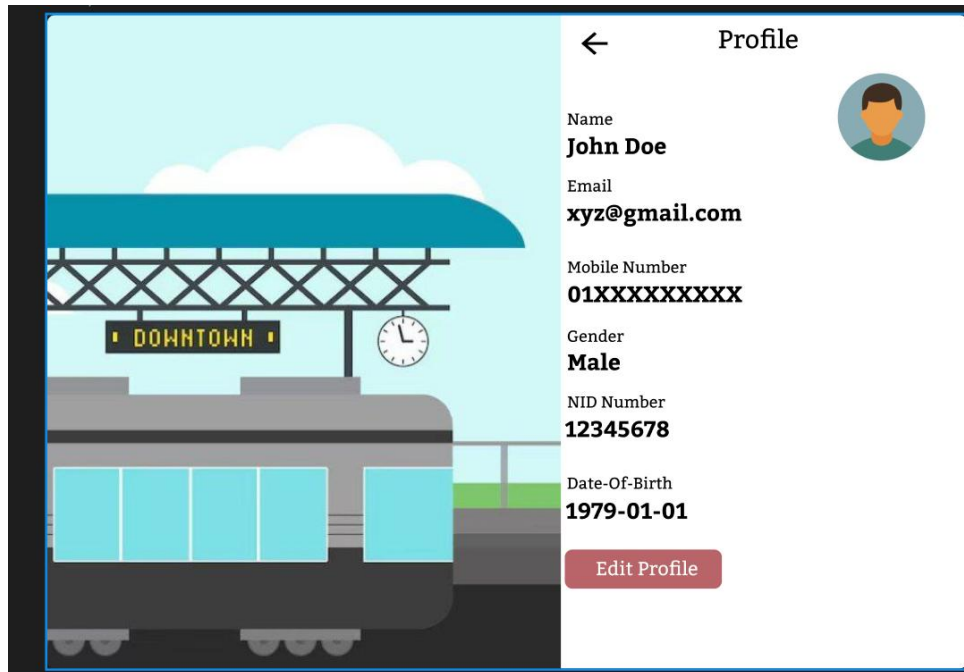 Profile
Name
John Doe
Email
xyz@gmail.com
Mobile Number
01XXXXXXXXX
Gender
Male
NID Number
12345678
Date-Of-Birth
1979-01-01
Edit Profile
DOWNTOWN